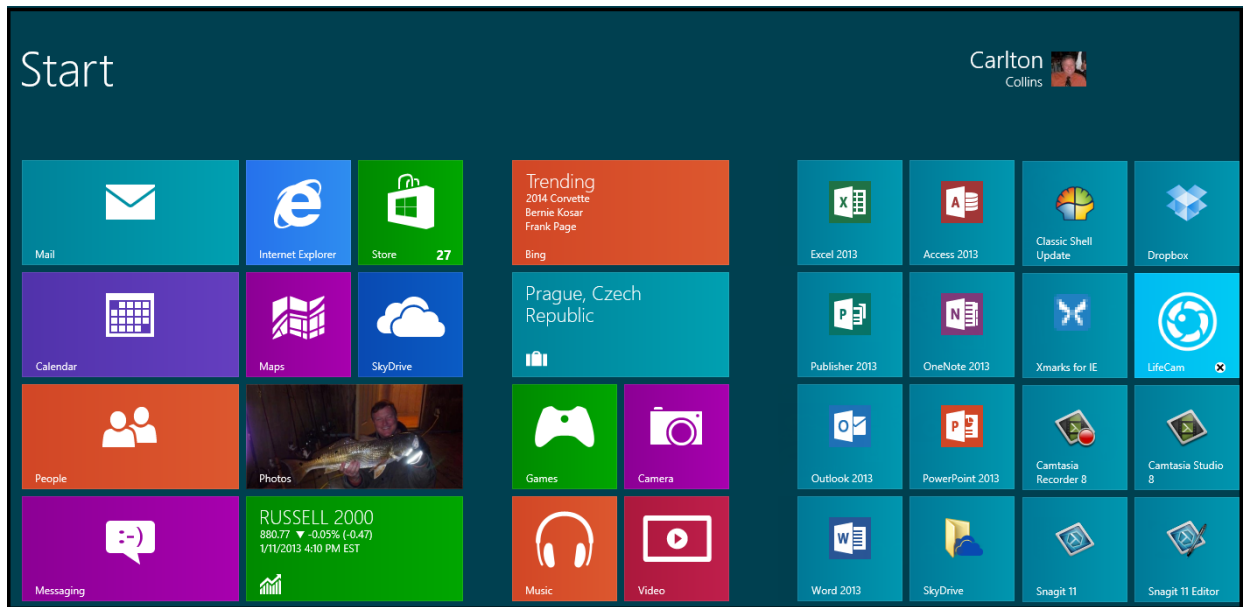 Start
Carlton
Collins
Mail
Internet Explorer
Store 27
Calendar
Maps
SkyDrive
People
Photos
Messaging
:-)
RUSSELL 2000
880.77 ▼ -0.05% (-0.47)
1/11/2013 4:10 PM EST
Trending
2014 Corvette
Bernie Kosar
Frank Page
Bing
Prague, Czech
Republic
Games
Camera
Music
Video
X
Excel 2013
A
Access 2013
Classic Shell
Update
Dropbox
P
Publisher 2013
N
OneNote 2013
Xmarks for IE
LifeCam
O
Outlook 2013
P
PowerPoint 2013
Camtasia
Recorder 8
Camtasia Studio
8
W
Word 2013
SkyDrive
Snagit 11
Snagit 11 Editor